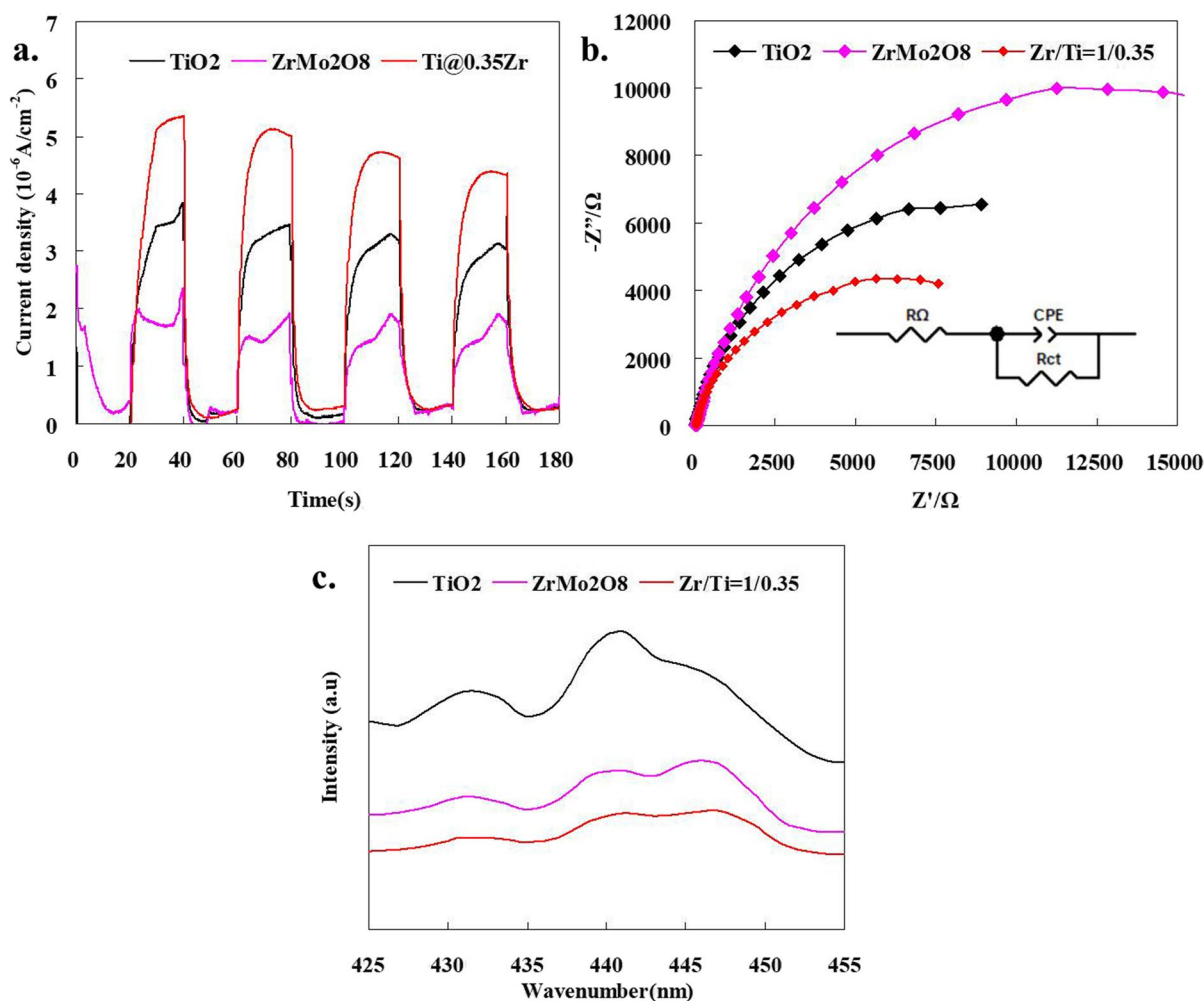 a.
TiO2 ZrMo2O8 Ti@0.35Zr
Current density (10⁻⁶A/cm⁻²)
7
6
5
4
3
2
1
0
0 20 40 60 80 100 120 140 160 180
Time(s)
b.
TiO2 ZrMo2O8 Zr/Ti=1/0.35
-Z”/Ω
12000
10000
8000
6000
4000
2000
0
RΩ CPE
Rct
0 2500 5000 7500 10000 12500 15000
Z'/Ω
c.
TiO2 ZrMo2O8 Zr/Ti=1/0.35
Intensity (a.u)
425 430 435 440 445 450 455
Wavenumber(nm)